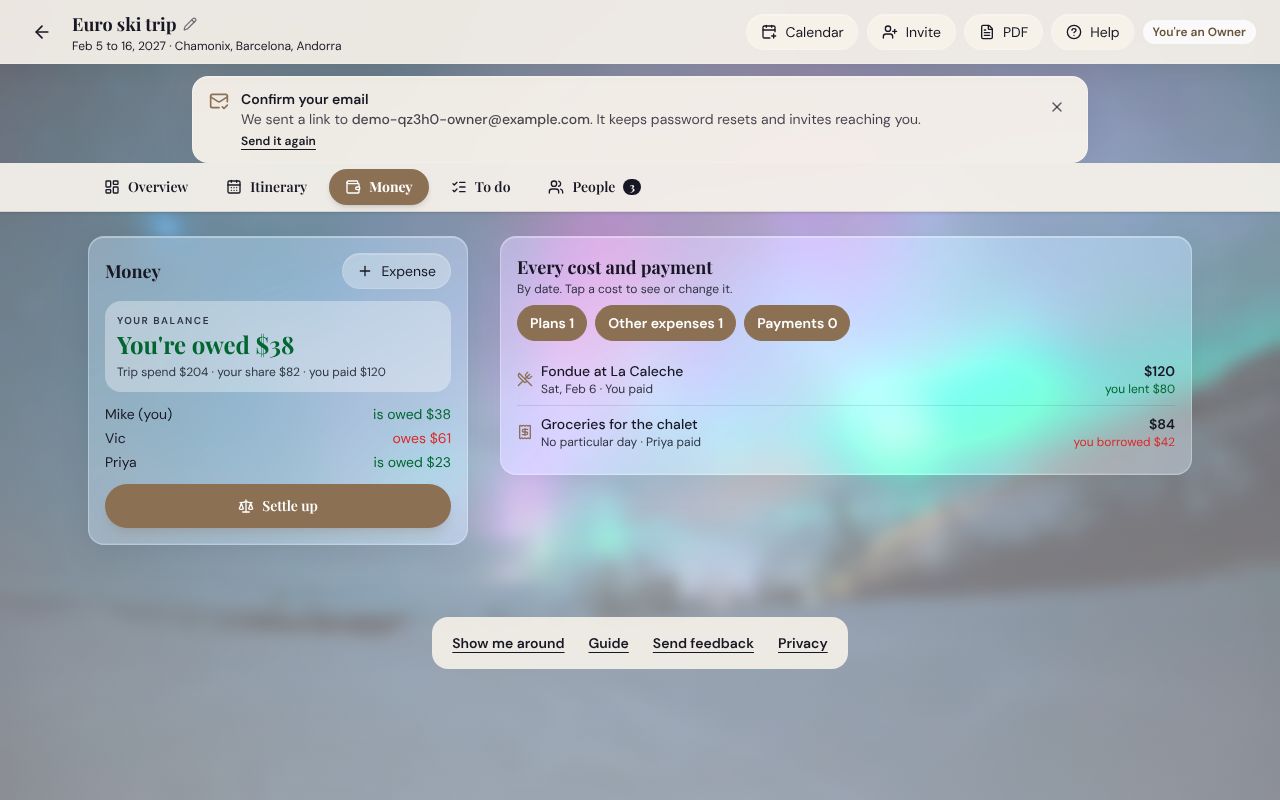 Euro ski trip
Feb 5 to 16, 2027 · Chamonix, Barcelona, Andorra
Calendar
Invite
PDF
Help
You're an Owner
Confirm your email
We sent a link to demo-qz3h0-owner@example.com. It keeps password resets and invites reaching you.
Send it again
Overview
Itinerary
Money
To do
People 3
Money
Expense
YOUR BALANCE
You're owed $38
Trip spend $204 · your share $82 · you paid $120
Mike (you) is owed $38
Vic owes $61
Priya is owed $23
Settle up
Every cost and payment
By date. Tap a cost to see or change it.
Plans 1
Other expenses 1
Payments 0
Fondue at La Caleche $120
Sat, Feb 6 · You paid you lent $80
Groceries for the chalet $84
No particular day · Priya paid you borrowed $42
Show me around
Guide
Send feedback
Privacy